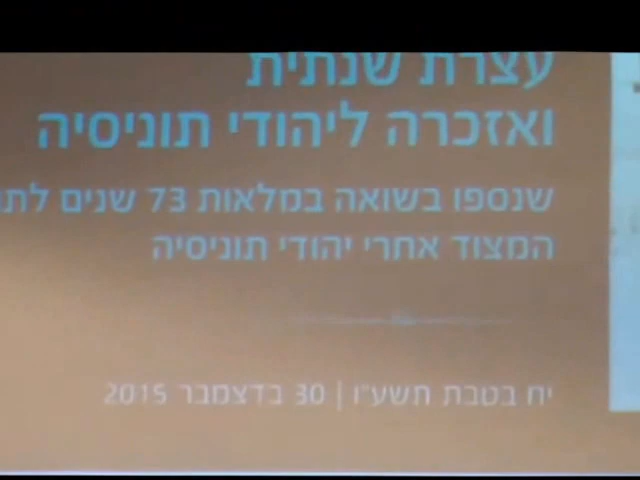 עצרת שנתית
ואזכרה ליהודי תוניסיה
שנספו בשואה במלאות 73 שנים
המצוד אחרי יהודי תוניסיה
יח בטבת תשע"ו | 30 בדצמבר 2015